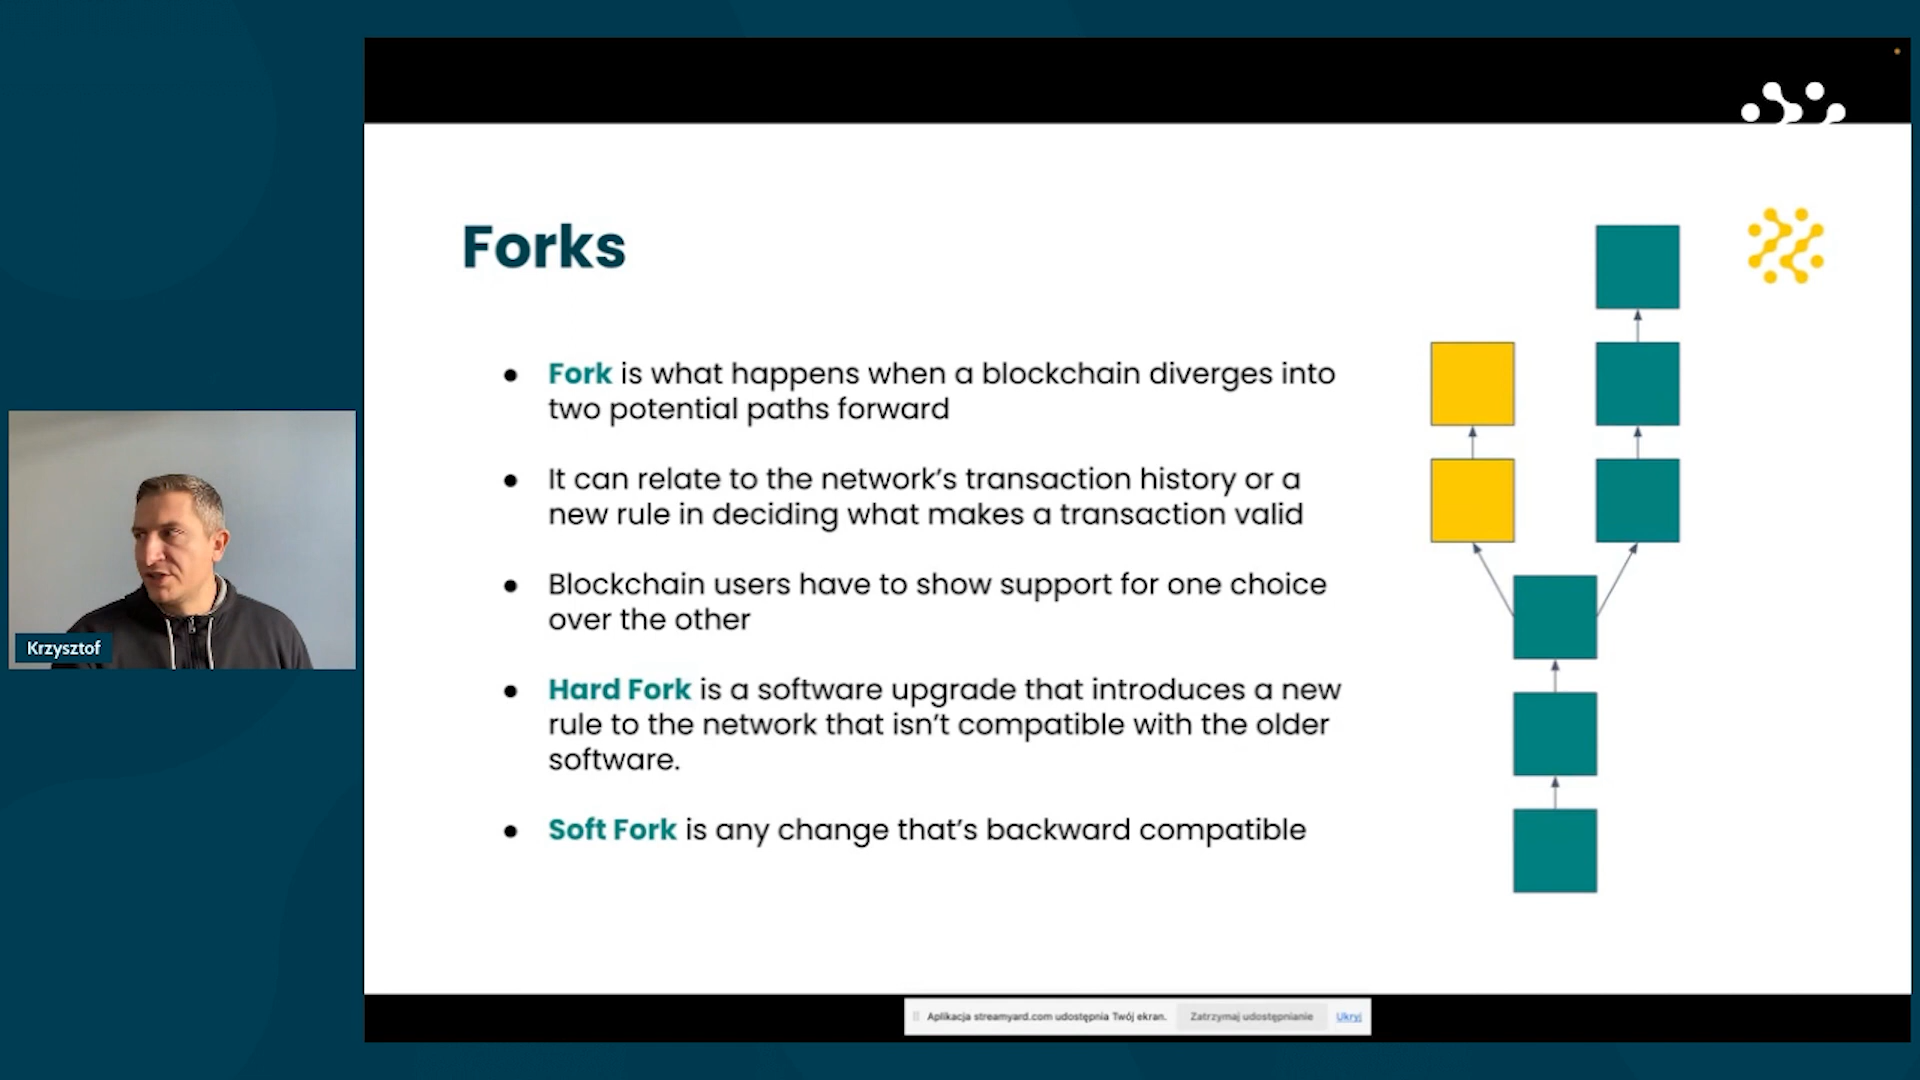 Forks
● Fork is what happens when a blockchain diverges into
two potential paths forward
● It can relate to the network's transaction history or a
new rule in deciding what makes a transaction valid
● Blockchain users have to show support for one choice
over the other
● Hard Fork is a software upgrade that introduces a new
rule to the network that isn't compatible with the older
software.
● Soft Fork is any change that's backward compatible
Krzysztof
Aplikacja streamyard.com udostępnia Twój ekran. Zatrzymaj udostępnianie Ukryj